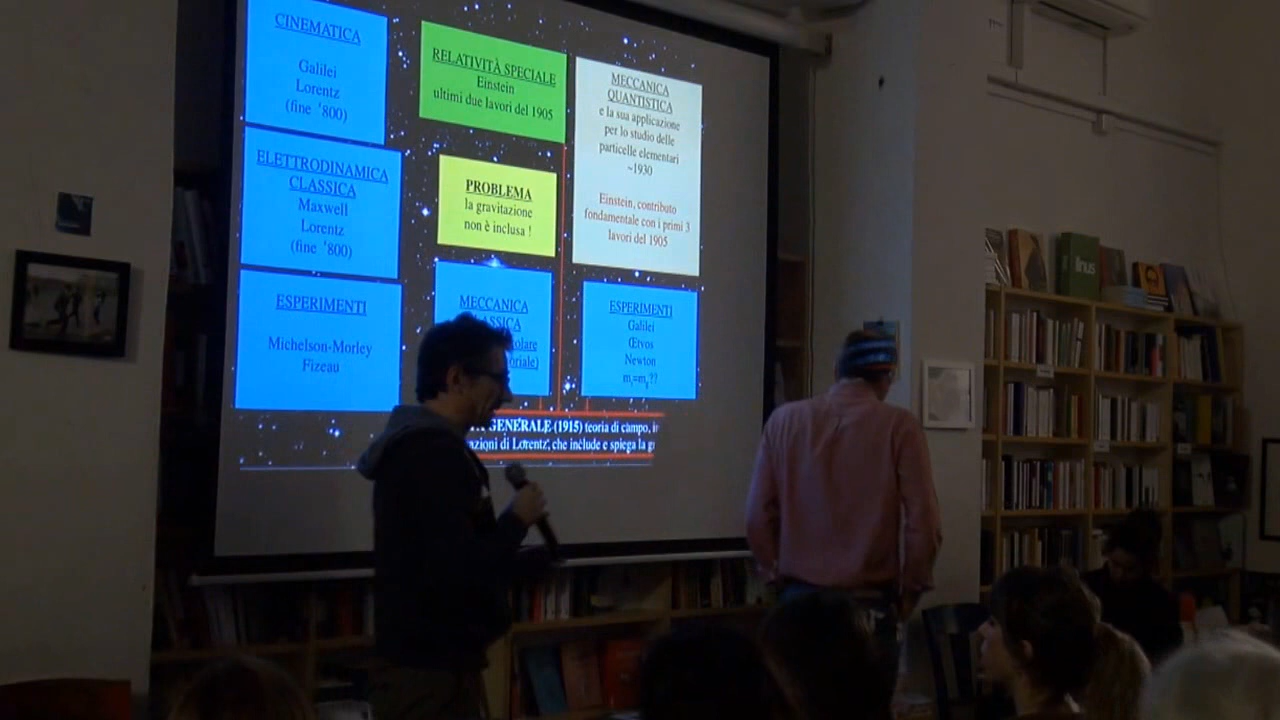 CINEMATICA
Galilei
Lorentz
(fine '800)
ELETTRODINAMICA
CLASSICA
Maxwell
Lorentz
(fine '800)
ESPERIMENTI
Michelson-Morley
Fizeau
RELATIVITÀ SPECIALE
Einstein
ultimi due lavori del 1905
PROBLEMA
la gravitazione
non è inclusa !
MECCANICA
MECCANICA
QUANTISTICA
e la sua applicazione
per lo studio delle
particelle elementari
~1930
Einstein, contributo
fondamentale con i primi 3
lavori del 1905
ESPERIMENTI
Galilei
Œtvos
Newton
GENERALE (1915) teoria di campo,
di Lorentz, che include e spiega la
linus